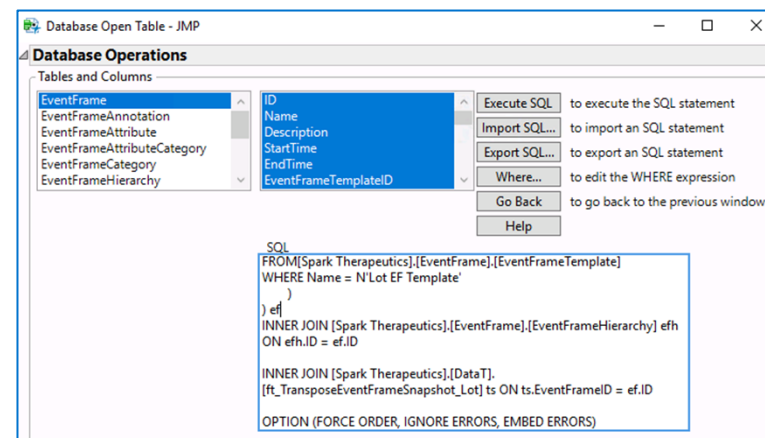 Database Open Table - JMP
Database Operations
Tables and Columns
EventFrame
EventFrameAnnotation
EventFrameAttribute
EventFrameAttributeCategory
EventFrameCategory
EventFrameHierarchy
ID
Name
Description
StartTime
EndTime
EventFrameTemplateID
Execute SQL to execute the SQL statement
Import SQL... to import an SQL statement
Export SQL... to export an SQL statement
Where... to edit the WHERE expression
Go Back to go back to the previous window
Help
SQL
FROM[Spark Therapeutics].[EventFrame].[EventFrameTemplate]
WHERE Name = N'Lot EF Template'
)
) ef
INNER JOIN [Spark Therapeutics].[EventFrame].[EventFrameHierarchy] efh
ON efh.ID = ef.ID
INNER JOIN [Spark Therapeutics].[DataT].
[ft_TransposeEventFrameSnapshot_Lot] ts ON ts.EventFrameID = ef.ID
OPTION (FORCE ORDER, IGNORE ERRORS, EMBED ERRORS)